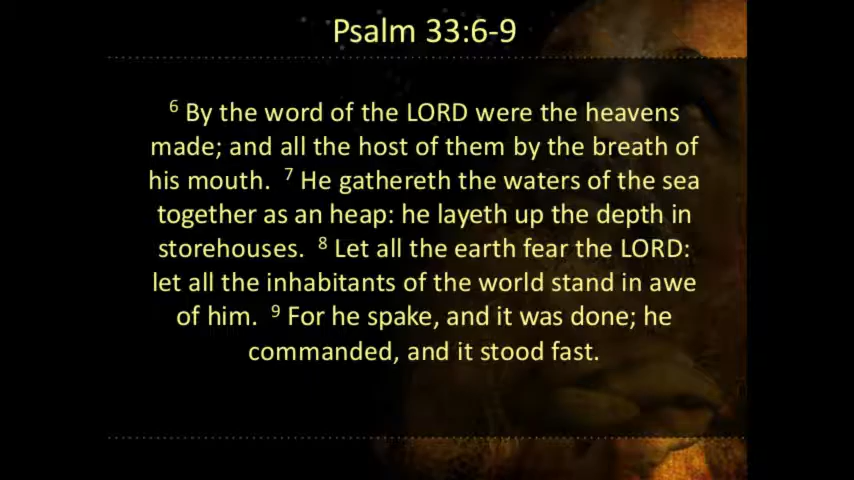 Psalm 33:6-9
6 By the word of the LORD were the heavens
made; and all the host of them by the breath of
his mouth. 7 He gathereth the waters of the sea
together as an heap: he layeth up the depth in
storehouses. 8 Let all the earth fear the LORD:
let all the inhabitants of the world stand in awe
of him. 9 For he spake, and it was done; he
commanded, and it stood fast.